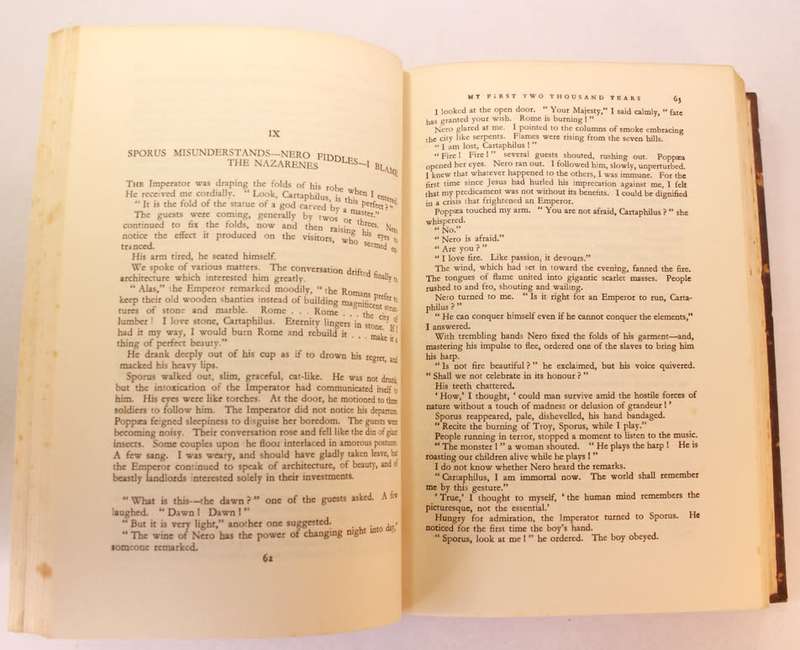 IX
SPORUS MISUNDERSTANDS—NERO FIDDLES—I BLAME
THE NAZARENES
THE Imperator was draping the folds of his robe when I entered.
He received me cordially. “ Look, Cartaphilus, is this perfect ? ”
“ It is the fold of the statue of a god carved by a master.”
The guests were coming, generally by twos or threes. Nero
continued to fix the folds, now and then raising his eyes to
notice the effect it produced on the visitors, who seemed en-
tranced.
His arm tired, he seated himself.
We spoke of various matters. The conversation drifted finally to
architecture which interested him greatly.
“ Alas,” the Emperor remarked moodily, “ the Romans prefer to
keep their old wooden shanties instead of building magnificent struc-
tures of stone and marble. Rome . . . Rome . . . the city of
lumber ! I love stone, Cartaphilus. Eternity lingers in stone. If I
had it my way, I would burn Rome and rebuild it . . . make it a
thing of perfect beauty.”
He drank deeply out of his cup as if to drown his regret, and
smacked his heavy lips.
Sporus walked out, slim, graceful, cat-like. He was not drunk,
but the intoxication of the Imperator had communicated itself to
him. His eyes were like torches. At the door, he motioned to three
soldiers to follow him. The Imperator did not notice his departure.
Poppæa feigned sleepiness to disguise her boredom. The guests were
becoming noisy. Their conversation rose and fell like the din of giant
insects. Some couples upon the floor interlaced in amorous postures.
A few sang. I was weary, and should have gladly taken leave, but
the Emperor continued to speak of architecture, of beauty, and of
beastly landlords interested solely in their investments.
“ What is this—the dawn ? ” one of the guests asked. A few
laughed. “ Dawn ! Dawn ! ”
“ But it is very light,” another one suggested.
“ The wine of Nero has the power of changing night into day,”
someone remarked.
62
MY FIRST TWO THOUSAND YEARS 63
I looked at the open door. “ Your Majesty,” I said calmly, “ fate
has granted your wish. Rome is burning ! ”
Nero glared at me. I pointed to the columns of smoke embracing
the city like serpents. Flames were rising from the seven hills.
“ I am lost, Cartaphilus ! ”
“ Fire ! Fire ! ” several guests shouted, rushing out. Poppæa
opened her eyes. Nero ran out. I followed him, slowly, unperturbed.
I knew that whatever happened to the others, I was immune. For the
first time since Jesus had hurled his imprecation against me, I felt
that my predicament was not without its benefits. I could be dignified
in a crisis that frightened an Emperor.
Poppæa touched my arm. “ You are not afraid, Cartaphilus ? ” she
whispered.
“ No.”
“ Nero is afraid.”
“ Are you ? ”
“ I love fire. Like passion, it devours.”
The wind, which had set in toward the evening, fanned the fire.
The tongues of flame united into gigantic scarlet masses. People
rushed to and fro, shouting and wailing.
Nero turned to me. “ Is it right for an Emperor to run, Carta-
philus ? ”
“ He can conquer himself even if he cannot conquer the elements,”
I answered.
With trembling hands Nero fixed the folds of his garment—and,
mastering his impulse to flee, ordered one of the slaves to bring him
his harp.
“ Is not fire beautiful ? ” he exclaimed, but his voice quivered.
“ Shall we not celebrate in its honour ? ”
His teeth chattered.
‘ How,’ I thought, ‘ could man survive amid the hostile forces of
nature without a touch of madness or delusion of grandeur ! ’
Sporus reappeared, pale, dishevelled, his hand bandaged.
“ Recite the burning of Troy, Sporus, while I play.”
People running in terror, stopped a moment to listen to the music.
“ The monster ! ” a woman shouted. “ He plays the harp ! He is
roasting our children alive while he plays ! ”
I do not know whether Nero heard the remarks.
“ Cartaphilus, I am immortal now. The world shall remember
me by this gesture.”
‘ True,’ I thought to myself, ‘ the human mind remembers the
picturesque, not the essential.’
Hungry for admiration, the Imperator turned to Sporus. He
noticed for the first time the boy’s hand.
“ Sporus, look at me ! ” he ordered. The boy obeyed.